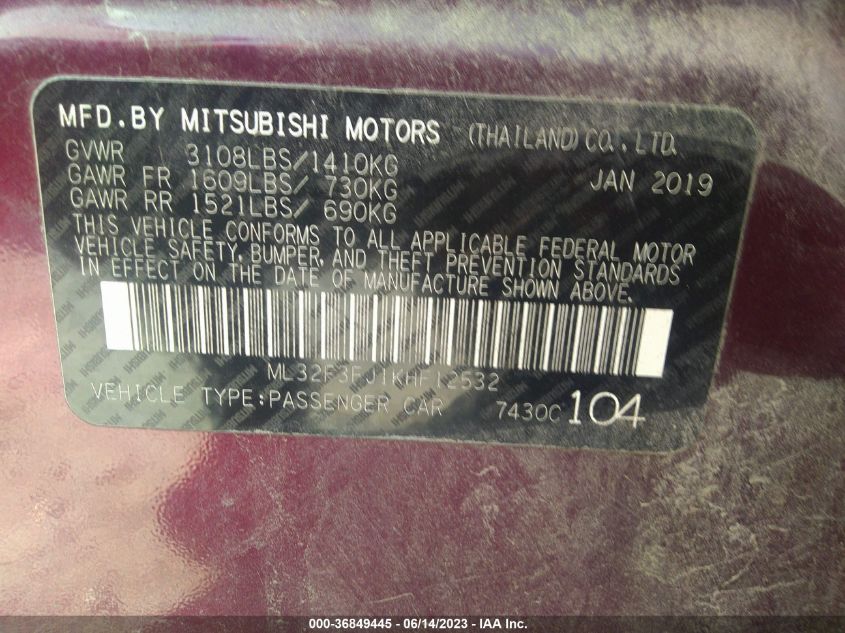 MFD.BY MITSUBISHI MOTORS (THAILAND) CO., LTD.
GVWR 3108LBS/1410KG JAN 2019
GAWR FR 1609LBS/ 730KG
GAWR RR 1521LBS/ 690KG
THIS VEHICLE CONFORMS TO ALL APPLICABLE FEDERAL MOTOR
VEHICLE SAFETY, BUMPER, AND THEFT PREVENTION STANDARDS
IN EFFECT ON THE DATE OF MANUFACTURE SHOWN ABOVE.
ML32F3FJ1KHF12532
VEHICLE TYPE:PASSENGER CAR 7430C 104
000-36849445 - 06/14/2023 - IAA Inc.